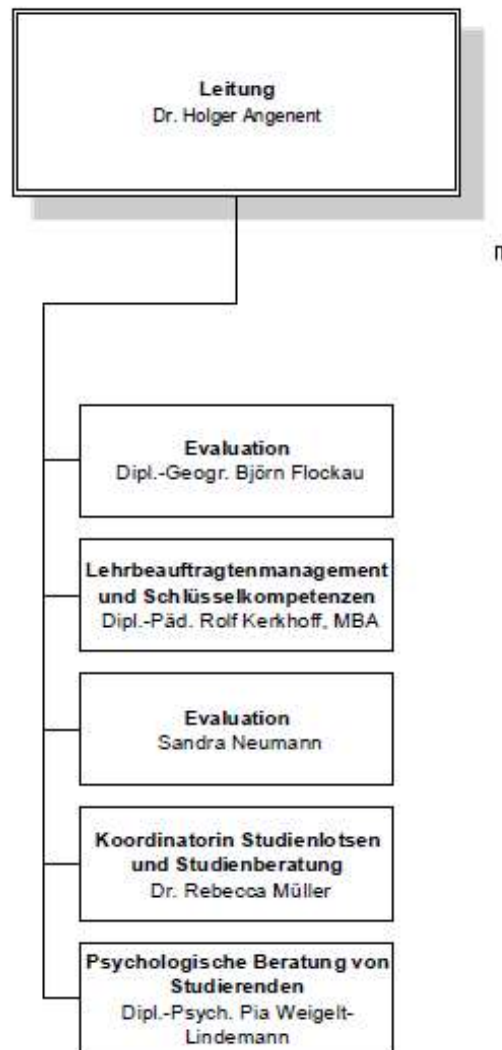 Leitung
Dr. Holger Angenent
Evaluation
Dipl.-Geogr. Björn Flockau
Lehrbeauftragtenmanagement
und Schlüsselkompetenzen
Dipl.-Päd. Rolf Kerkhoff, MBA
Evaluation
Sandra Neumann
Koordinatorin Studienlotsen
und Studienberatung
Dr. Rebecca Müller
Psychologische Beratung von
Studierenden
Dipl.-Psych. Pia Weigelt-
Lindemann